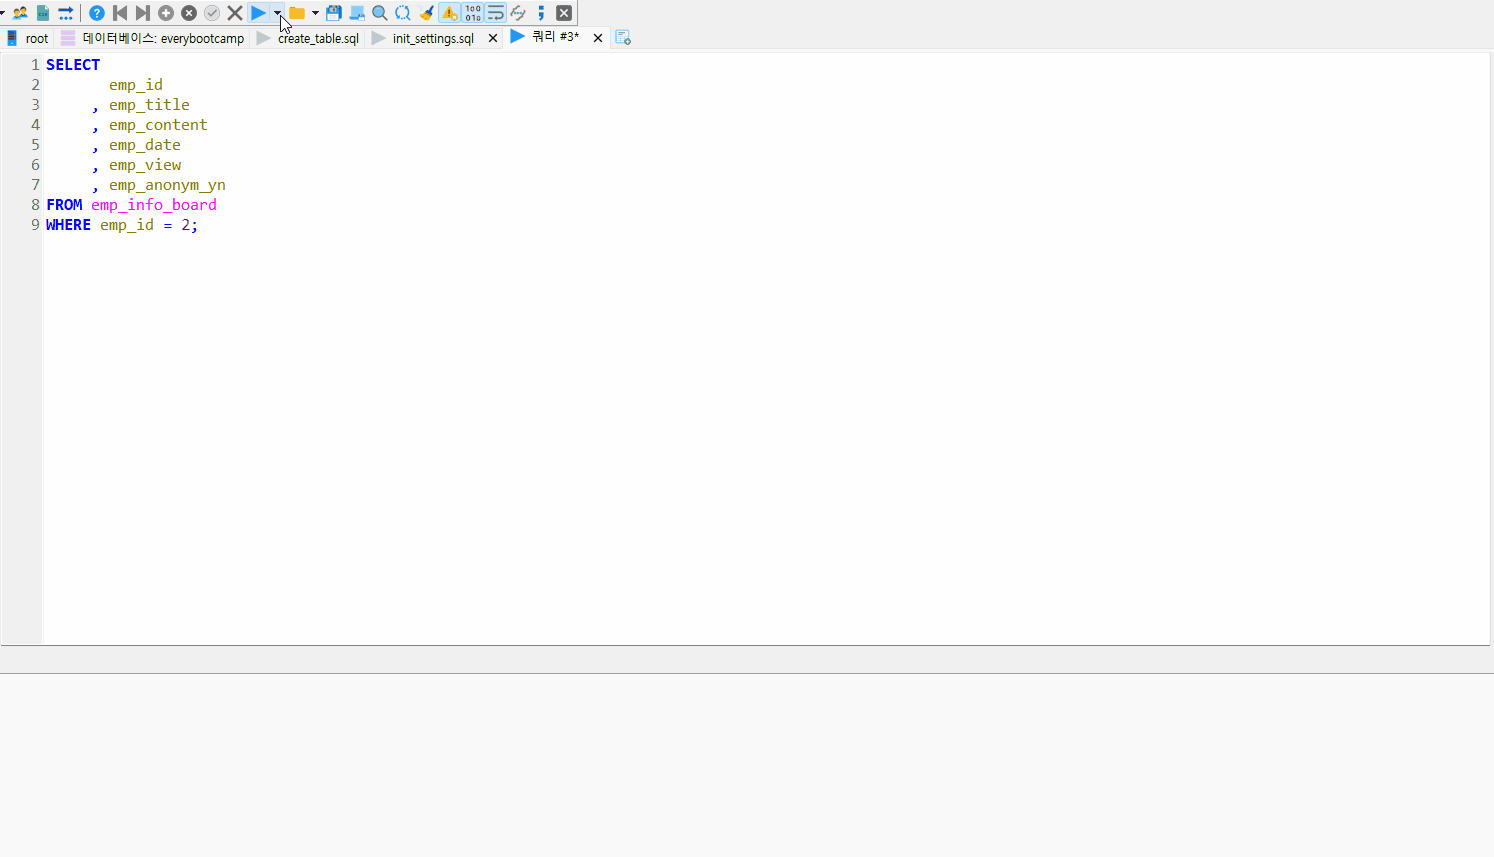 root 데이터베이스: everybootcamp create_table.sql init_settings.sql 쿼리 #3*
1 SELECT
2 emp_id
3 , emp_title
4 , emp_content
5 , emp_date
6 , emp_view
7 , emp_anonym_yn
8 FROM emp_info_board
9 WHERE emp_id = 2;